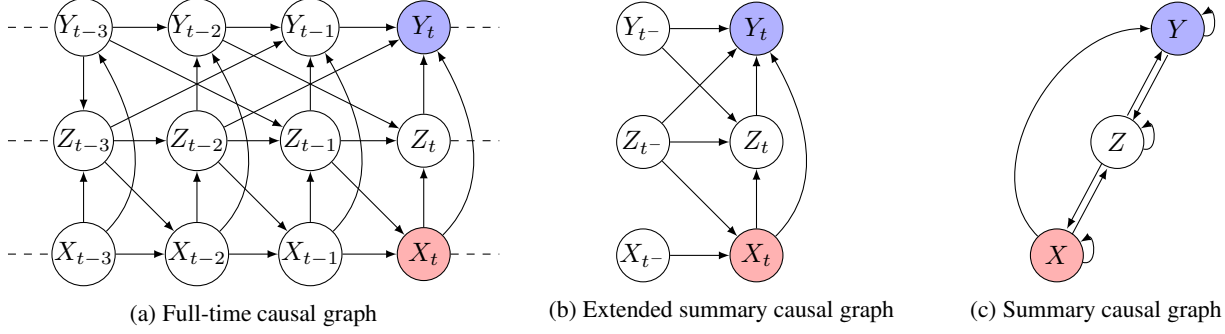 Y_{t−3} Y_{t−2} Y_{t−1} Y_t
Z_{t−3} Z_{t−2} Z_{t−1} Z_t
X_{t−3} X_{t−2} X_{t−1} X_t
(a) Full-time causal graph
Y_{t−} Y_t
Z_{t−} Z_t
X_{t−} X_t
(b) Extended summary causal graph
Y
Z
X
(c) Summary causal graph